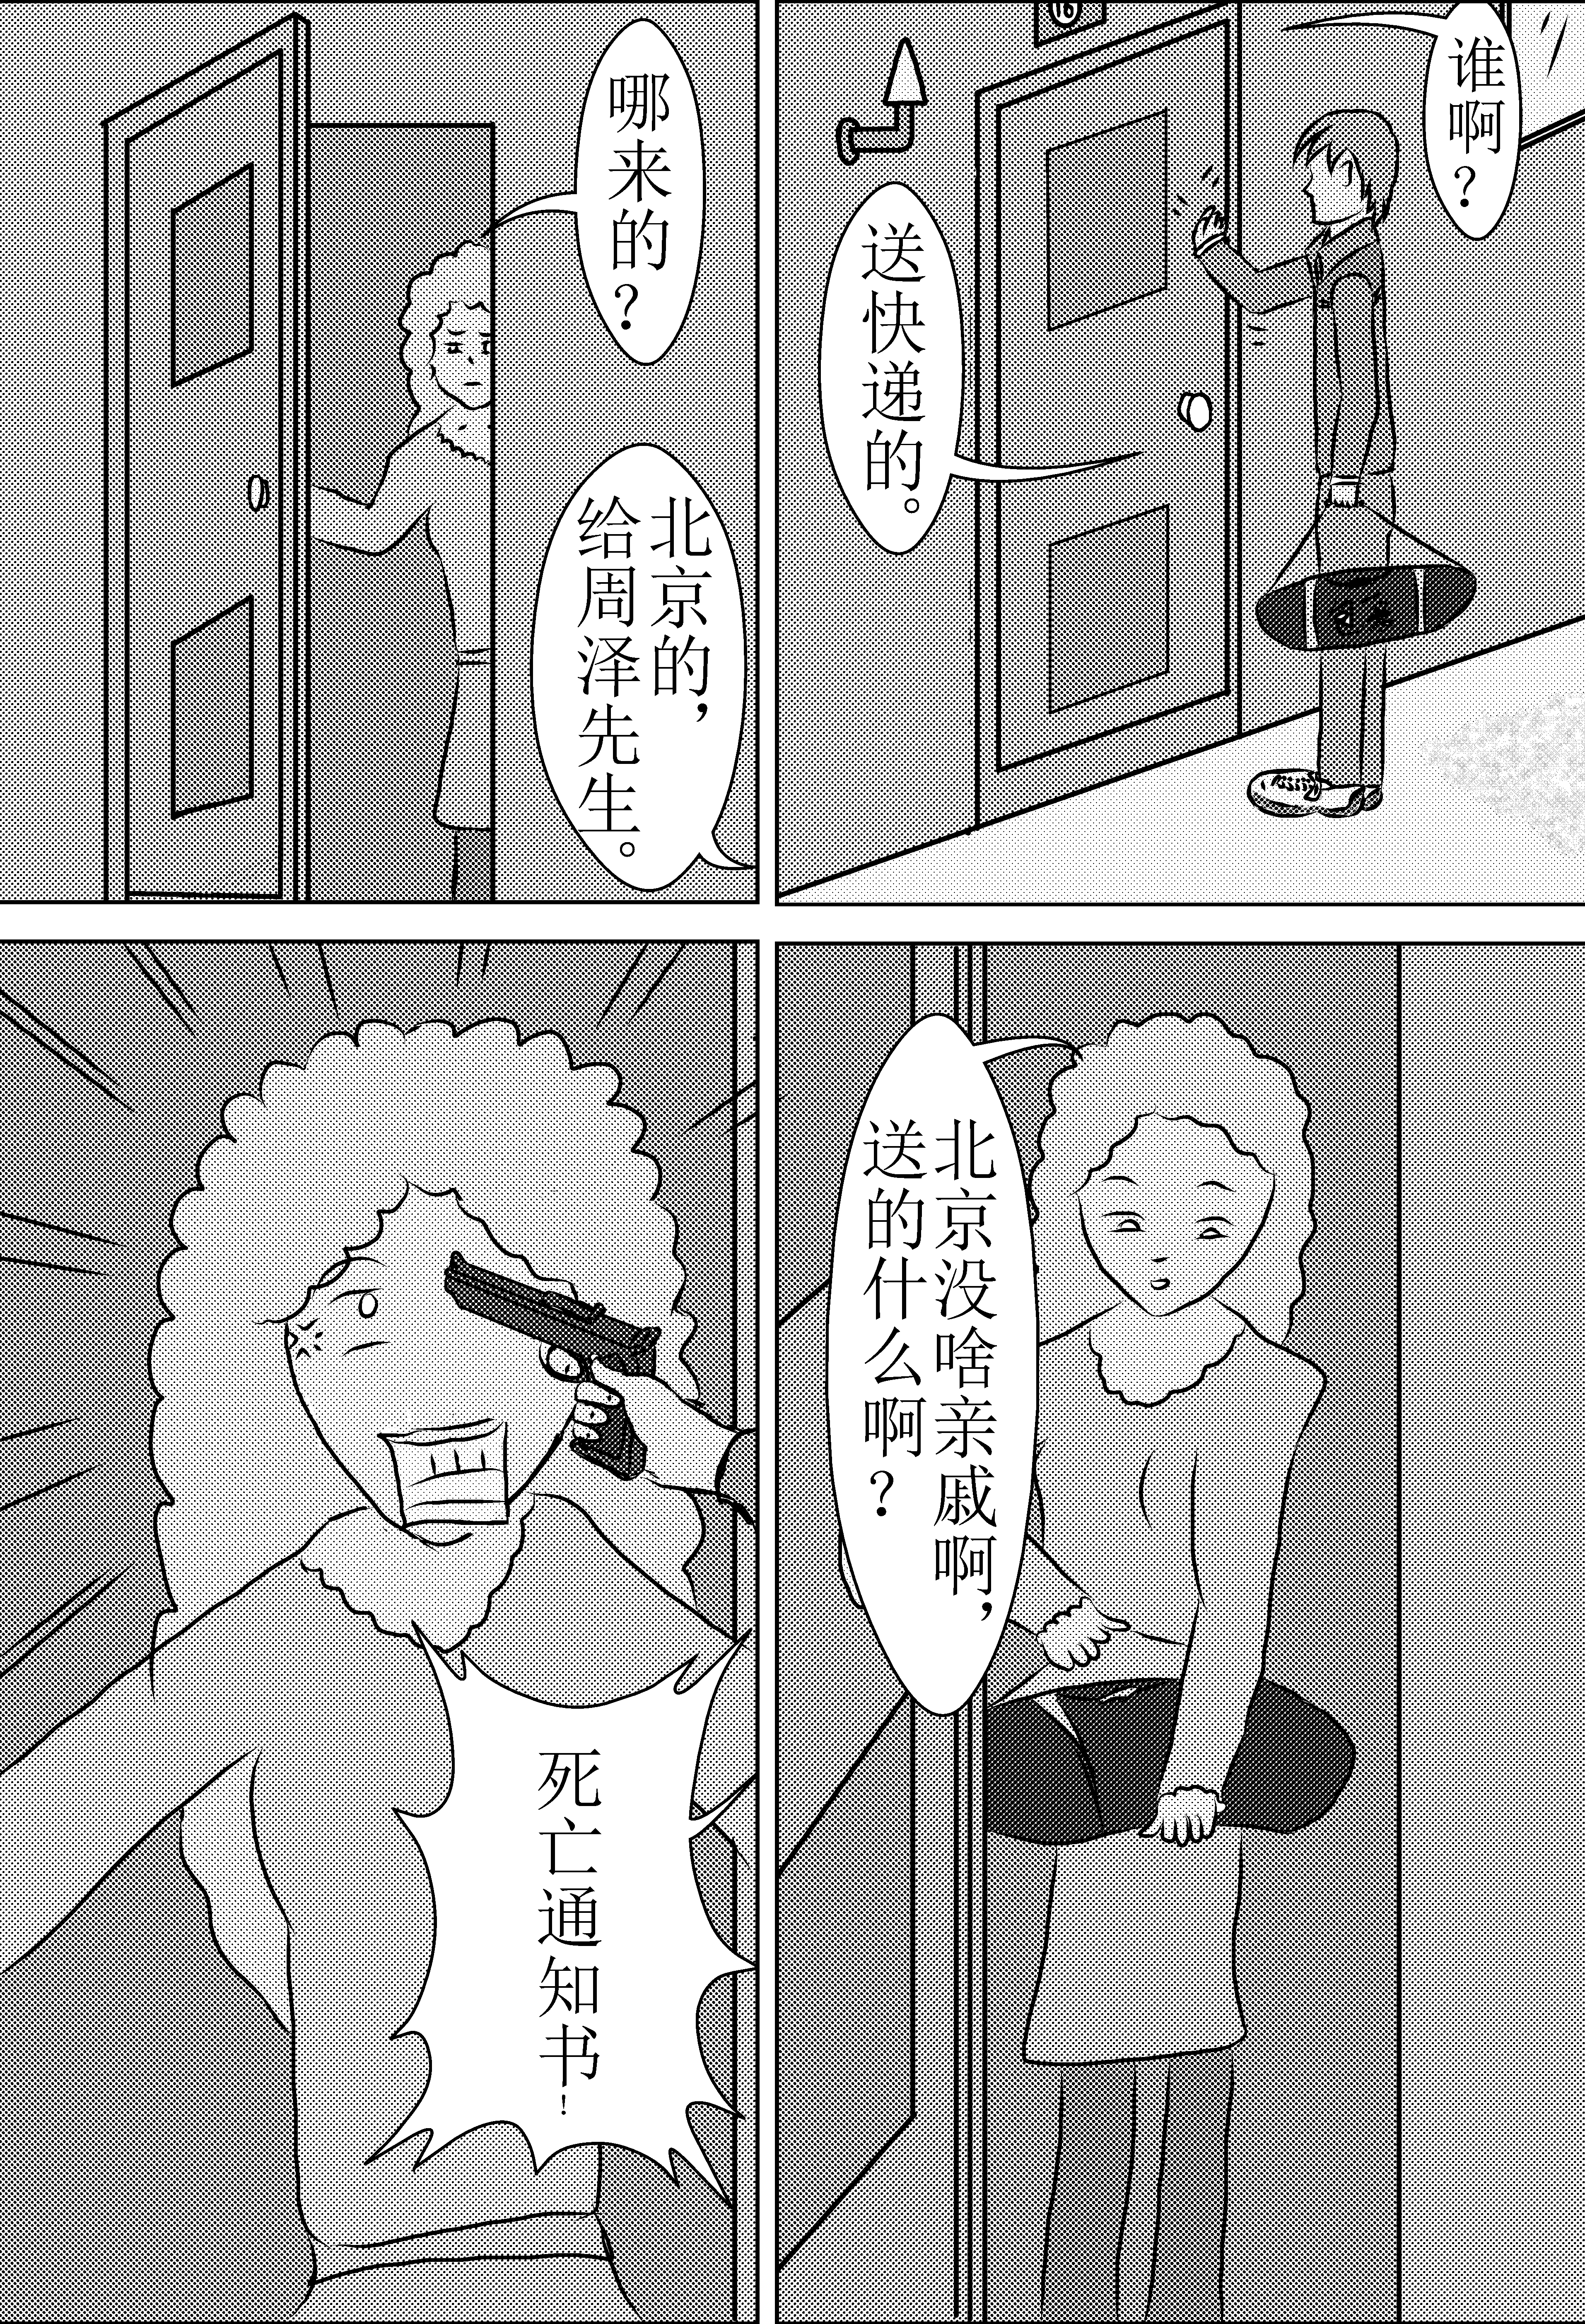 16
谁啊？
送快递的。
哪来的？
北京的，
给周泽先生。
北京没啥亲戚啊，
送的什么啊？
死亡通知书！